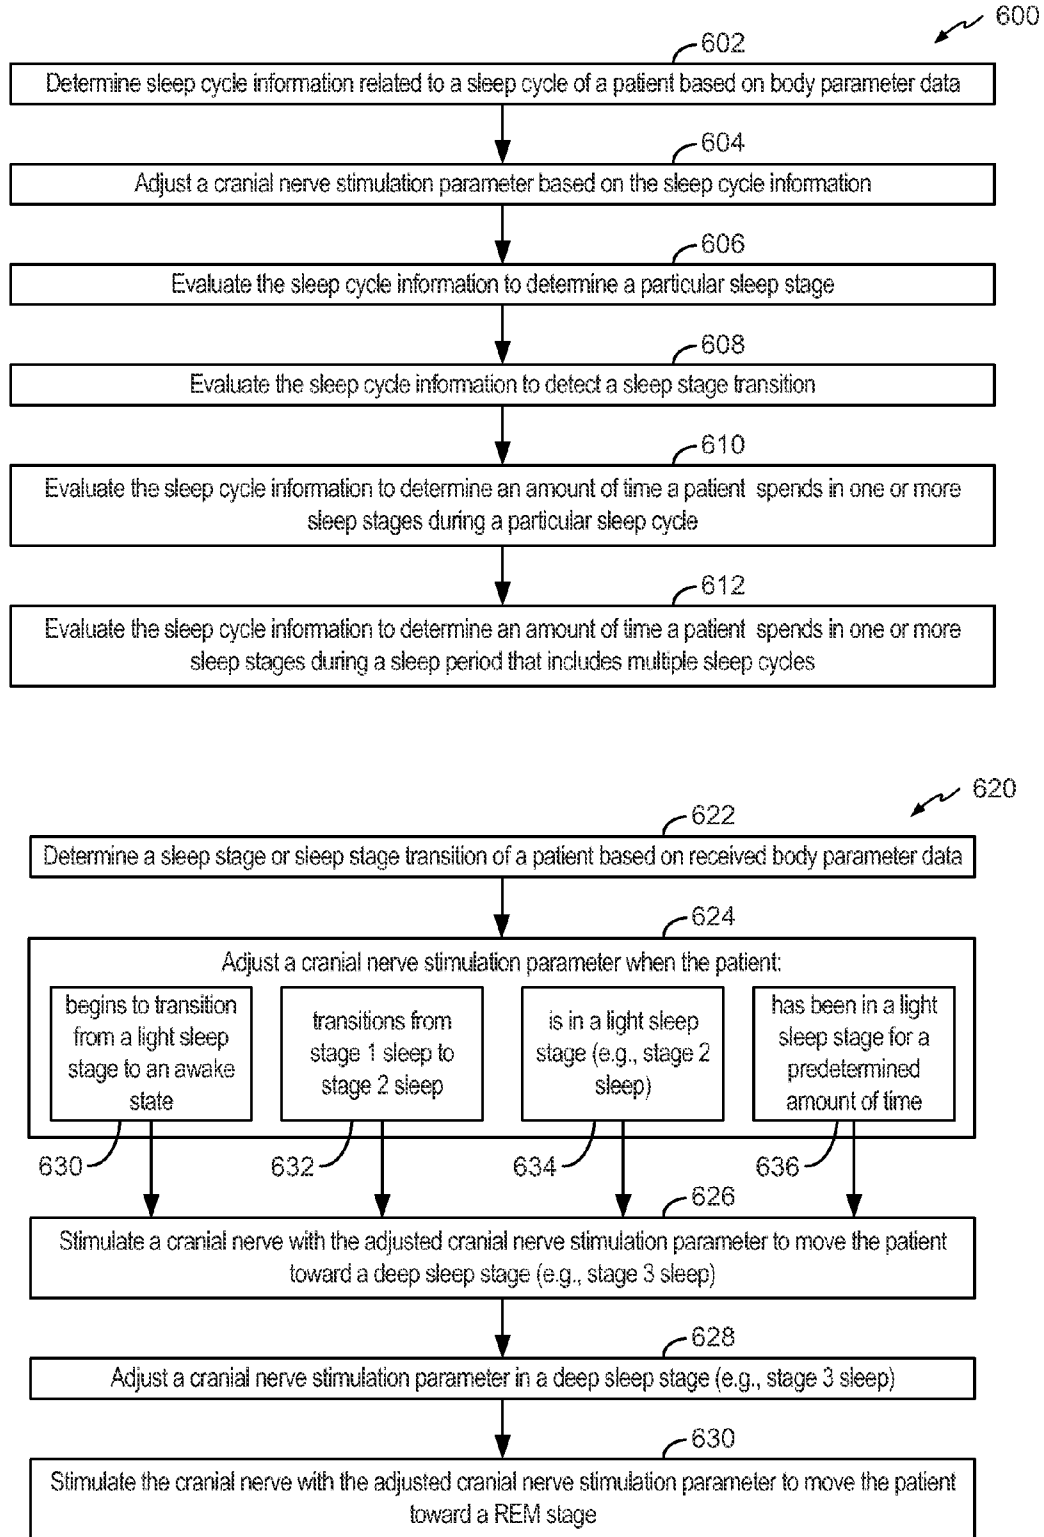 600
602
Determine sleep cycle information related to a sleep cycle of a patient based on body parameter data
604
Adjust a cranial nerve stimulation parameter based on the sleep cycle information
606
Evaluate the sleep cycle information to determine a particular sleep stage
608
Evaluate the sleep cycle information to detect a sleep stage transition
610
Evaluate the sleep cycle information to determine an amount of time a patient spends in one or more
sleep stages during a particular sleep cycle
612
Evaluate the sleep cycle information to determine an amount of time a patient spends in one or more
sleep stages during a sleep period that includes multiple sleep cycles
620
622
Determine a sleep stage or sleep stage transition of a patient based on received body parameter data
624
Adjust a cranial nerve stimulation parameter when the patient:
begins to transition
from a light sleep
stage to an awake
state
transitions from
stage 1 sleep to
stage 2 sleep
is in a light sleep
stage (e.g., stage 2
sleep)
has been in a light
sleep stage for a
predetermined
amount of time
630
632
634
636
626
Stimulate a cranial nerve with the adjusted cranial nerve stimulation parameter to move the patient
toward a deep sleep stage (e.g., stage 3 sleep)
628
Adjust a cranial nerve stimulation parameter in a deep sleep stage (e.g., stage 3 sleep)
630
Stimulate the cranial nerve with the adjusted cranial nerve stimulation parameter to move the patient
toward a REM stage